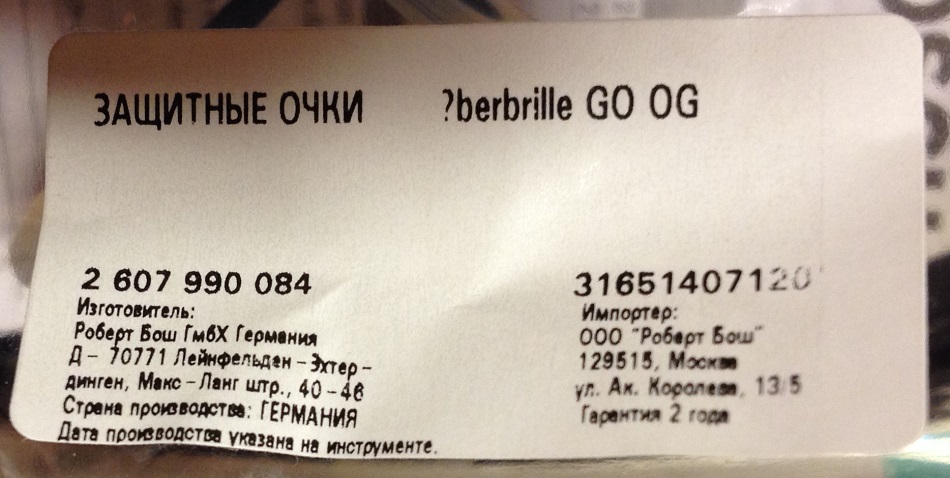 ЗАЩИТНЫЕ ОЧКИ ?berbrille GO OG
2 607 990 084
Изготовитель:
Роберт Бош ГмбХ Германия
Д - 70771 Лейнфельден - Эхтер -
динген, Макс - Ланг штр., 40 - 46
Страна производства: ГЕРМАНИЯ
Дата производства указана на инструменте.
3165140712
Импортер:
ООО "Роберт Бош"
129515, Москва
ул. Ак. Королева, 13/5
Гарантия 2 года